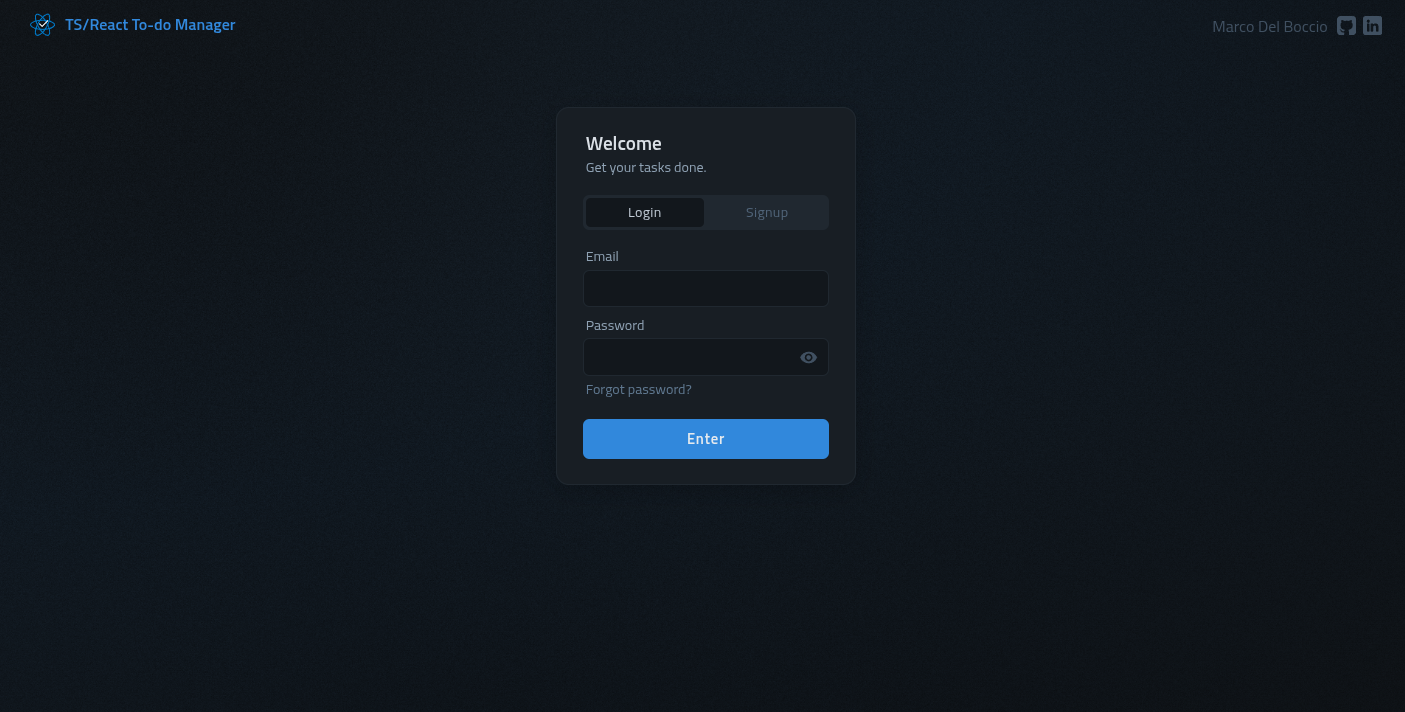 TS/React To-do Manager
Marco Del Boccio
Welcome
Get your tasks done.
Login
Signup
Email
Password
Forgot password?
Enter